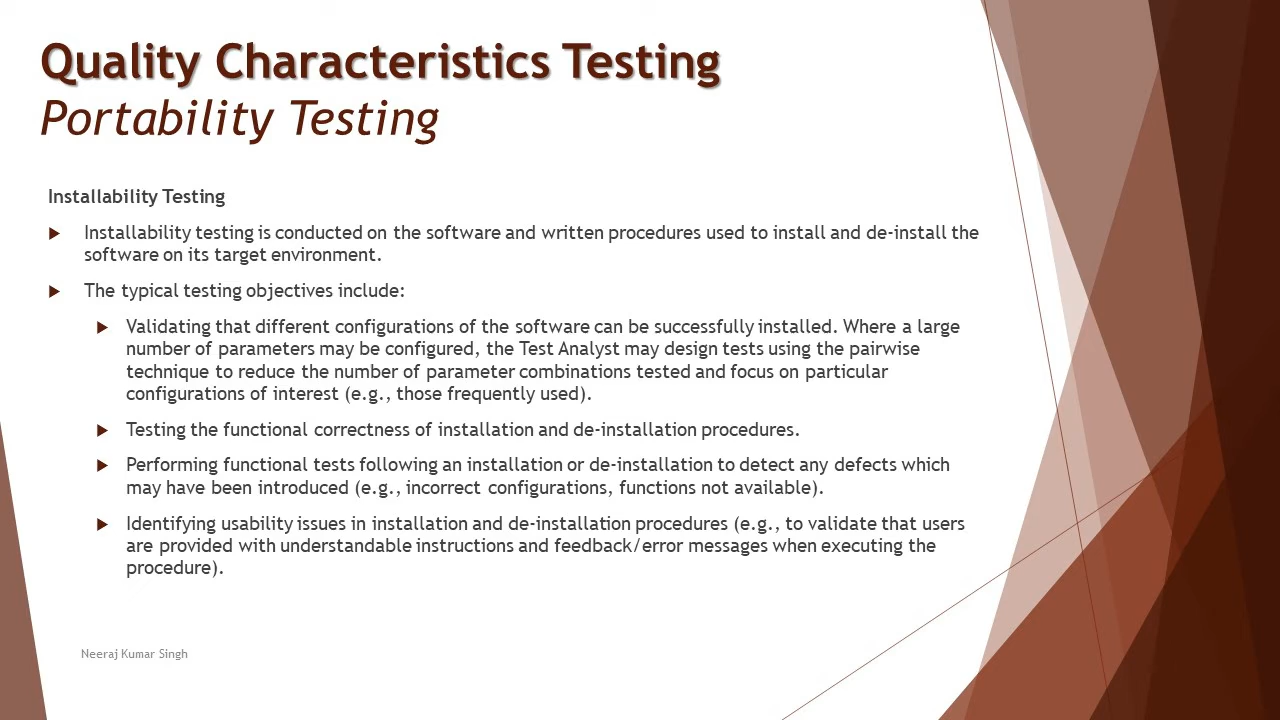 Quality Characteristics Testing
Portability Testing
Installability Testing
Installability testing is conducted on the software and written procedures used to install and de-install the
software on its target environment.
The typical testing objectives include:
Validating that different configurations of the software can be successfully installed. Where a large
number of parameters may be configured, the Test Analyst may design tests using the pairwise
technique to reduce the number of parameter combinations tested and focus on particular
configurations of interest (e.g., those frequently used).
Testing the functional correctness of installation and de-installation procedures.
Performing functional tests following an installation or de-installation to detect any defects which
may have been introduced (e.g., incorrect configurations, functions not available).
Identifying usability issues in installation and de-installation procedures (e.g., to validate that users
are provided with understandable instructions and feedback/error messages when executing the
procedure).
Neeraj Kumar Singh